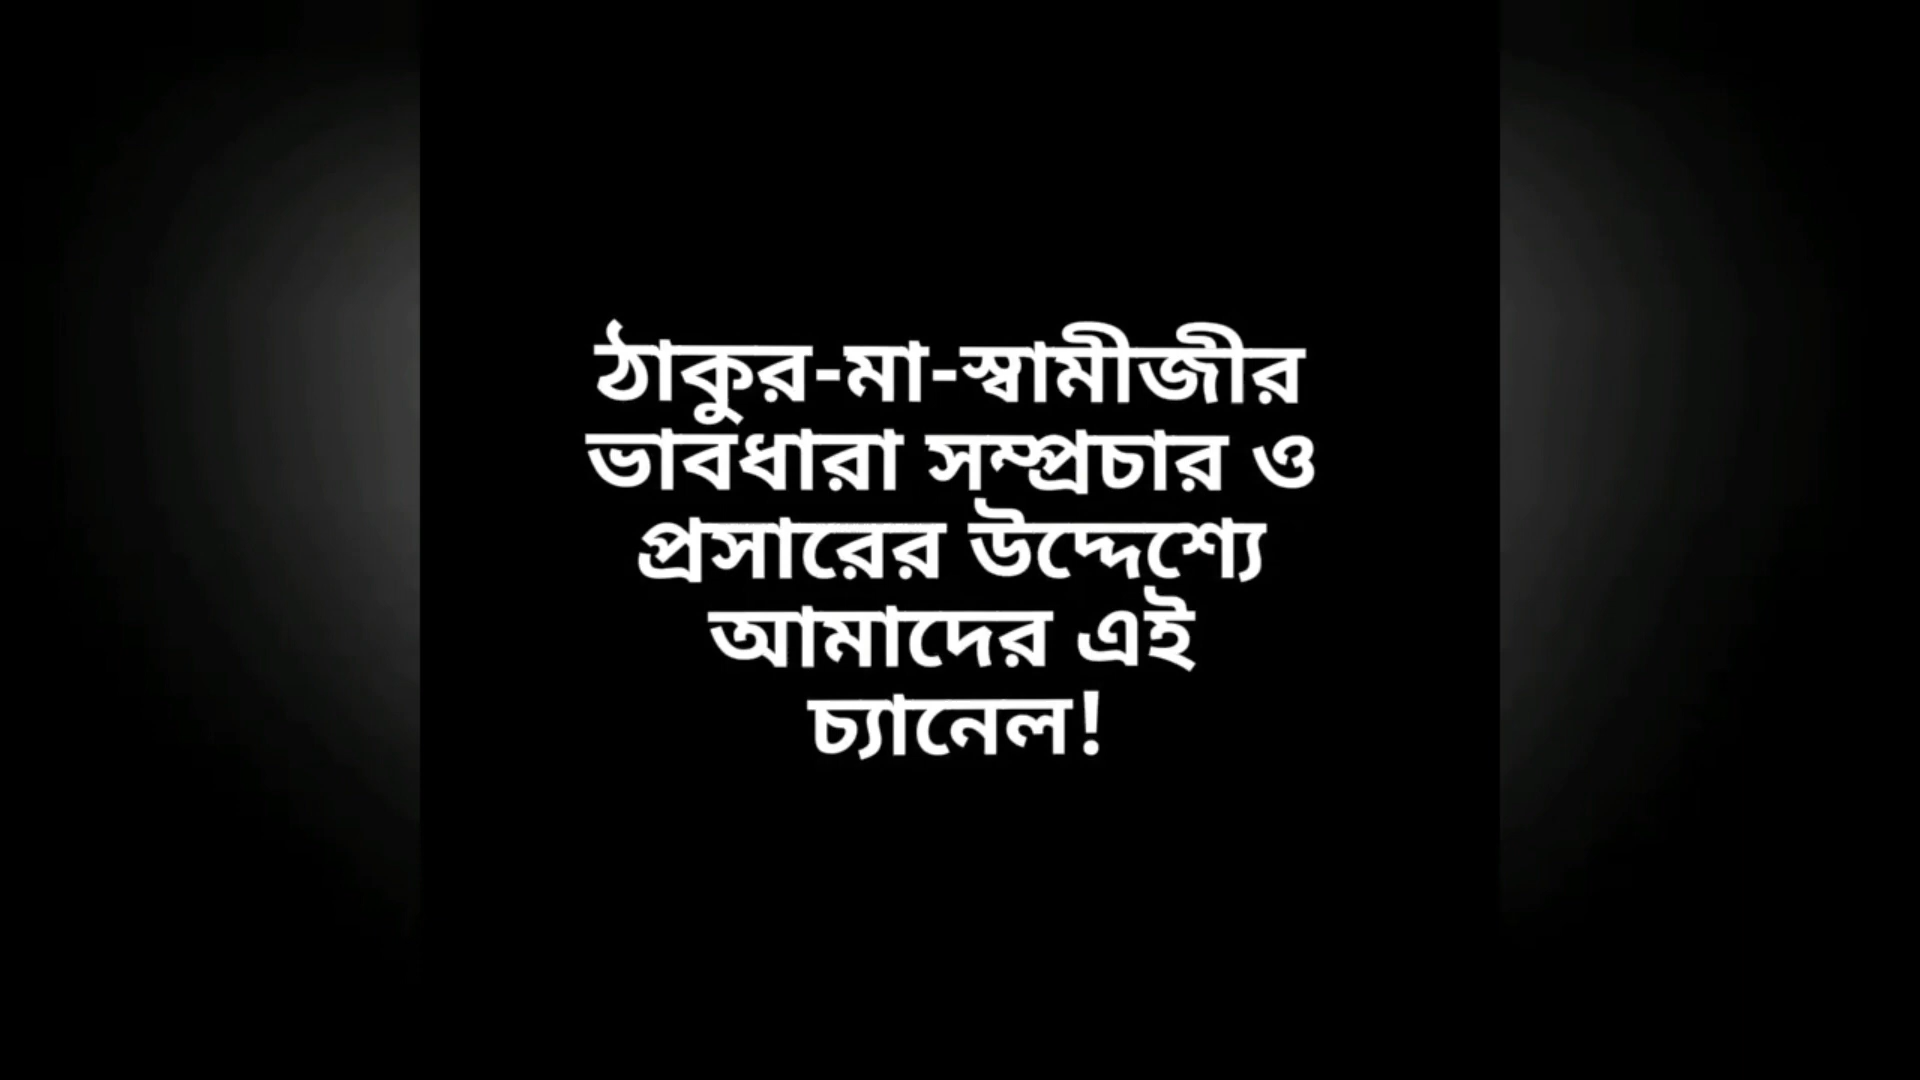 ঠাকুর-মা-স্বামীজীর
ভাবধারা সম্প্রচার ও
প্রসারের উদ্দেশ্যে
আমাদের এই
চ্যানেল!